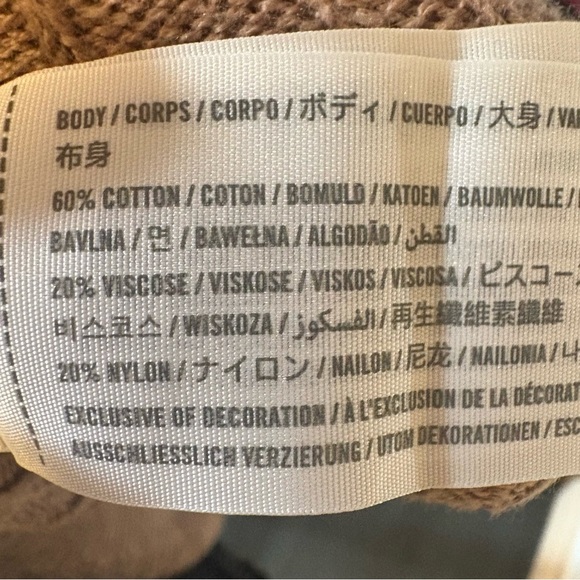 BODY / CORPS / CORPO / ボディ / CUERPO / 大身 /
布身
60% COTTON / COTON / BOMULD / KATOEN / BAUMWOLLE /
BAVLNA / 면 / BAWEŁNA / ALGODÃO / القطن
20% VISCOSE / VISKOSE / VISKOS / VISCOSA / ビスコー
비스코스 / WISKOZA / الفسكوز / 再生纖維素纖維
20% NYLON / ナイロン / NAILON / 尼龙 / NAILONIA /
EXCLUSIVE OF DECORATION / À L'EXCLUSION DE LA DÉCORAT
AUSSCHLIESSLICH VERZIERUNG / UTOM DEKORATIONEN / ESC